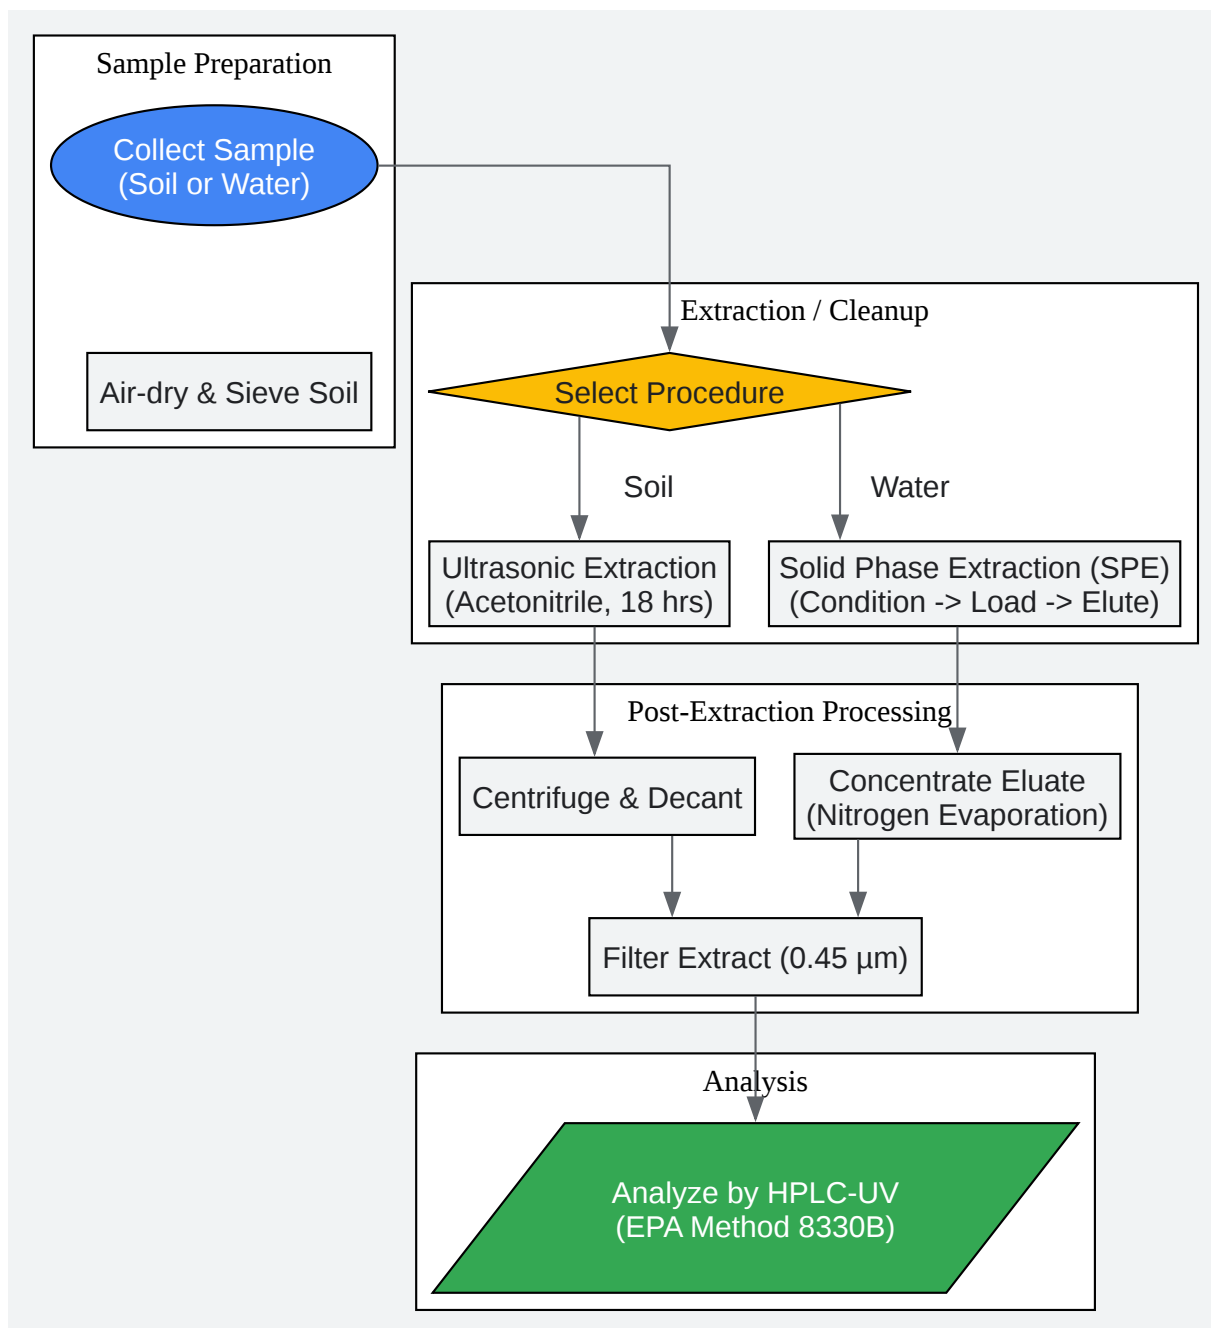 Sample Preparation
Collect Sample
(Soil or Water)
Air-dry & Sieve Soil
Extraction / Cleanup
Select Procedure
Soil
Water
Ultrasonic Extraction
(Acetonitrile, 18 hrs)
Solid Phase Extraction (SPE)
(Condition -> Load -> Elute)
Post-Extraction Processing
Centrifuge & Decant
Concentrate Eluate
(Nitrogen Evaporation)
Filter Extract (0.45 µm)
Analysis
Analyze by HPLC-UV
(EPA Method 8330B)